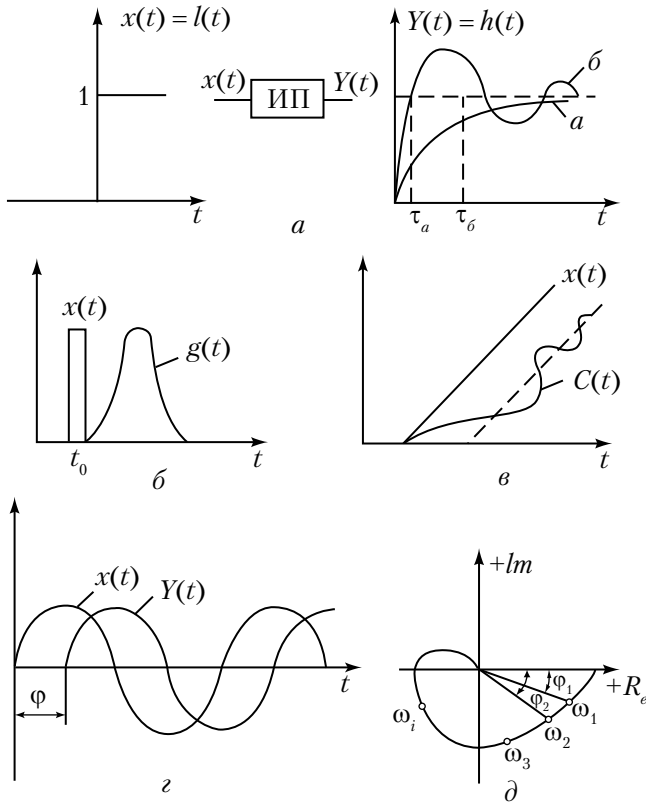 x(t) = l(t)
1
t
x(t)
ИП
Y(t)
Y(t) = h(t)
б
а
τа
τб
t
а
x(t)
g(t)
t₀
t
б
x(t)
C(t)
t
в
x(t)
Y(t)
φ
t
г
+lm
+Rₑ
φ₁
φ₂
ω₁
ω₂
ω₃
ωᵢ
д